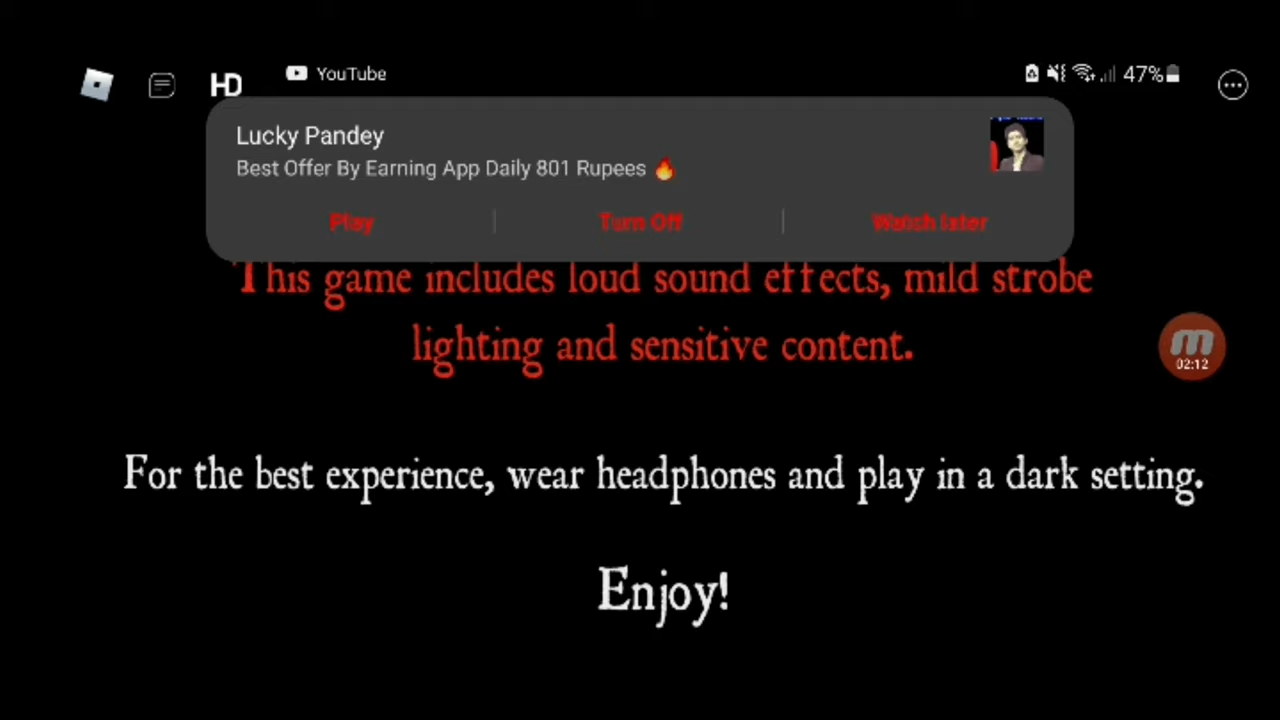 HD
YouTube
47%
Lucky Pandey
Best Offer By Earning App Daily 801 Rupees 🔥
Play
Turn Off
Watch later
This game includes loud sound effects, mild strobe
lighting and sensitive content.
02:12
For the best experience, wear headphones and play in a dark setting.
Enjoy!